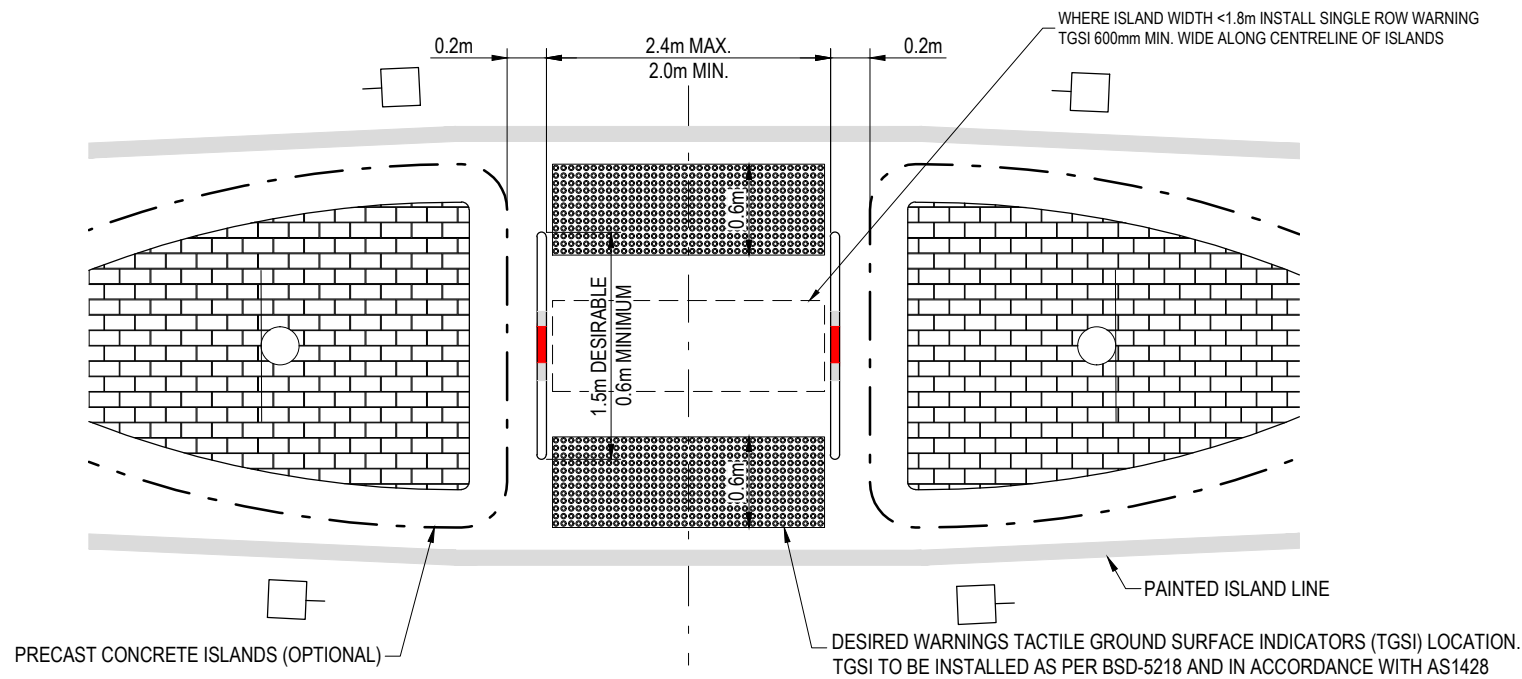 WHERE ISLAND WIDTH <1.8m INSTALL SINGLE ROW WARNING
TGSI 600mm MIN. WIDE ALONG CENTRELINE OF ISLANDS
0.2m
2.4m MAX.
2.0m MIN.
0.2m
0.6m
1.5m DESIRABLE
0.6m MINIMUM
0.6m
PAINTED ISLAND LINE
PRECAST CONCRETE ISLANDS (OPTIONAL)
DESIRED WARNINGS TACTILE GROUND SURFACE INDICATORS (TGSI) LOCATION.
TGSI TO BE INSTALLED AS PER BSD-5218 AND IN ACCORDANCE WITH AS1428